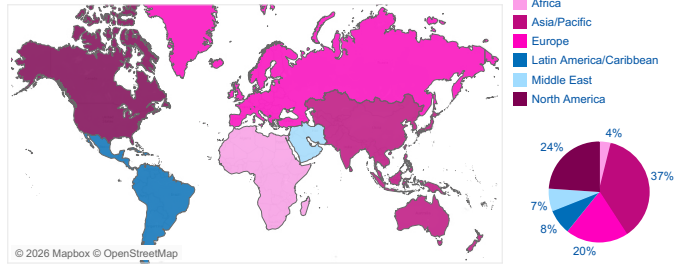 Africa
Asia/Pacific
Europe
Latin America/Caribbean
Middle East
North America
4%
24%
37%
7%
8%
20%
© 2026 Mapbox © OpenStreetMap